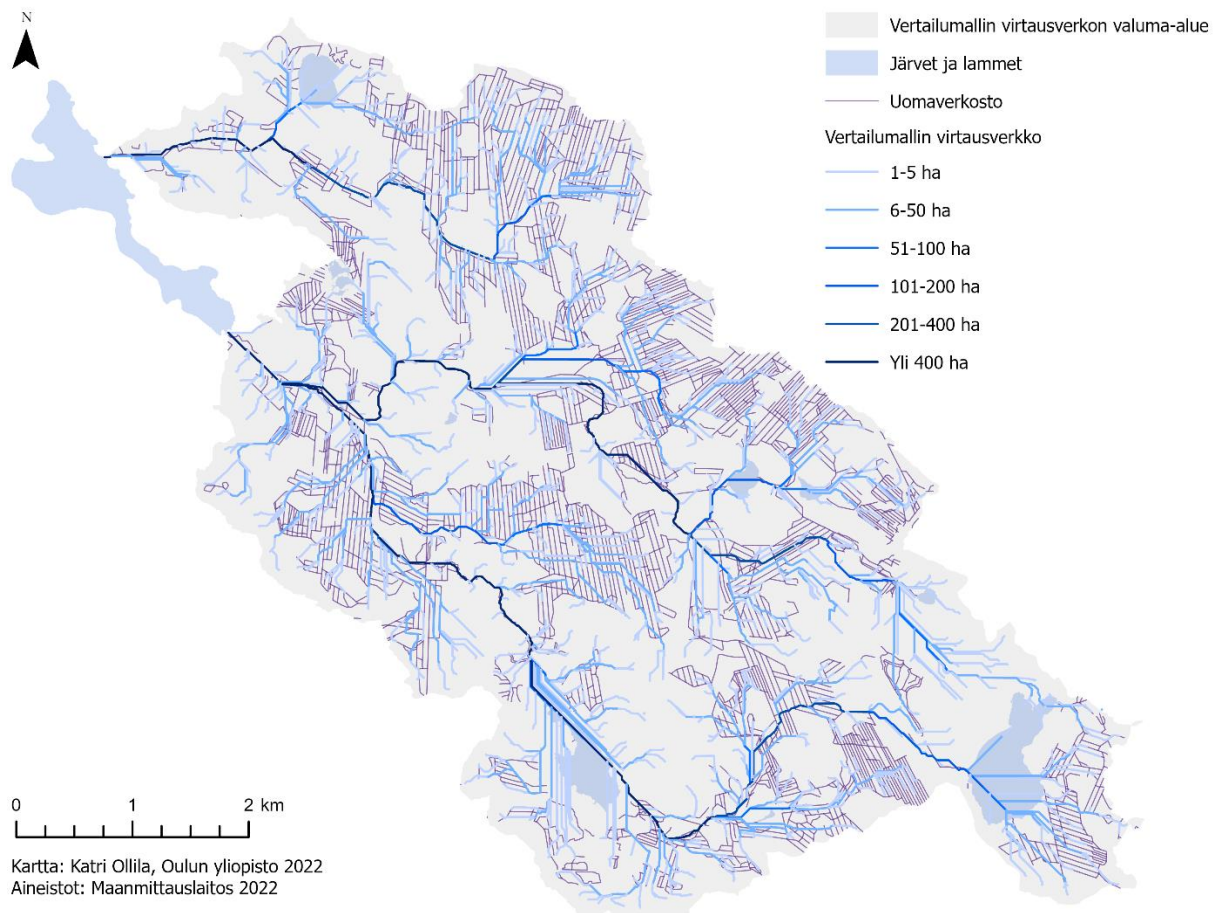 N
Vertailumallin virtausverkon valuma-alue
Järvet ja lammet
Uomaverkosto
Vertailumallin virtausverkko
1-5 ha
6-50 ha
51-100 ha
101-200 ha
201-400 ha
Yli 400 ha
0 1 2 km
Kartta: Katri Ollila, Oulun yliopisto 2022
Aineistot: Maanmittauslaitos 2022